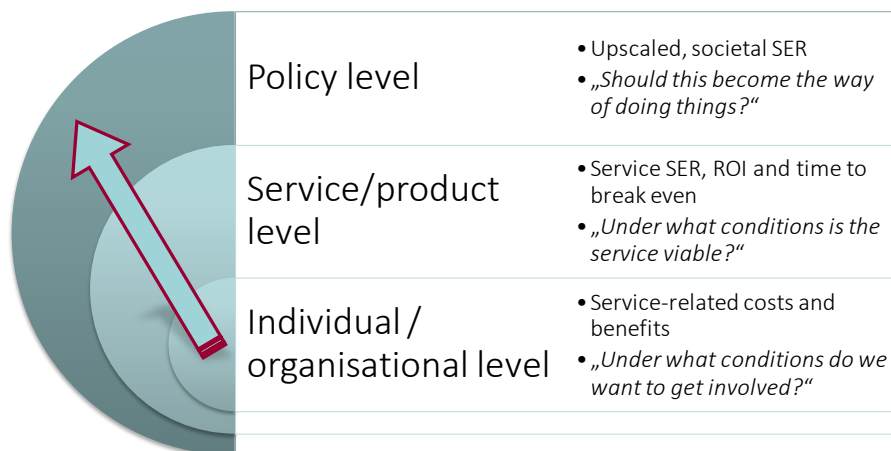 Policy level
• Upscaled, societal SER
• „Should this become the way
of doing things?“
Service/product
level
• Service SER, ROI and time to
break even
• „Under what conditions is the
service viable?“
Individual /
organisational level
• Service-related costs and
benefits
• „Under what conditions do we
want to get involved?“